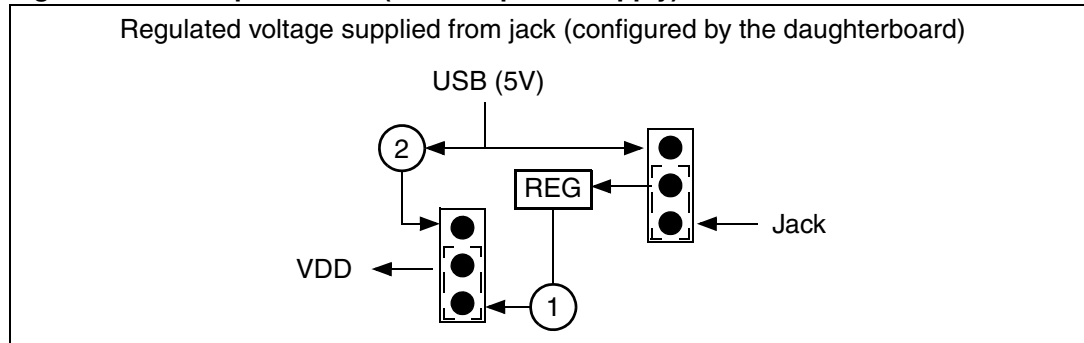 Regulated voltage supplied from jack (configured by the daughterboard)
USB (5V)
2
REG
Jack
VDD
1